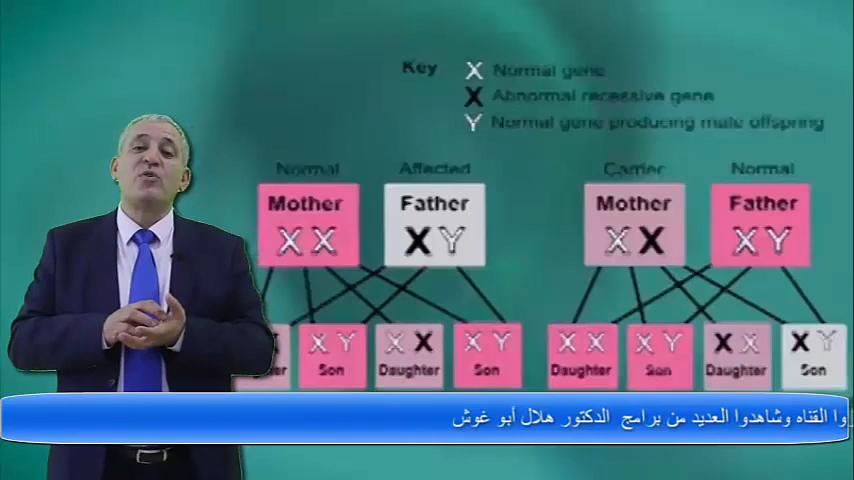 Key
X Normal gene
X Abnormal recessive gene
Y Normal gene producing male offspring
Normal Affected Carrier Normal
Mother Father Mother Father
X X X Y X X X Y
X Y X X X Y X X X Y X X X Y
Son Daughter Son Daughter Son Daughter Son
وا القناه وشاهدوا العديد من برامج الدكتور هلال أبو غوش